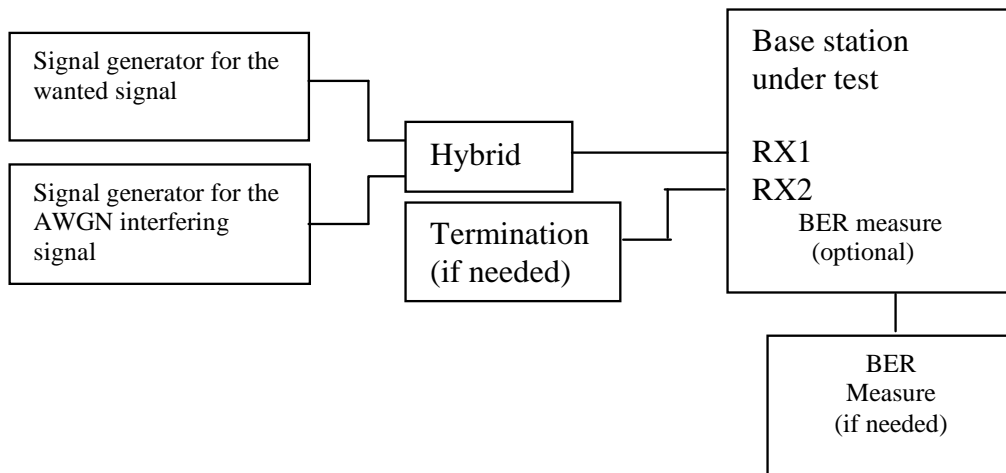 Signal generator for the
wanted signal
Signal generator for the
AWGN interfering
signal
Hybrid
Termination
(if needed)
Base station
under test
RX1
RX2
BER measure
(optional)
BER
Measure
(if needed)